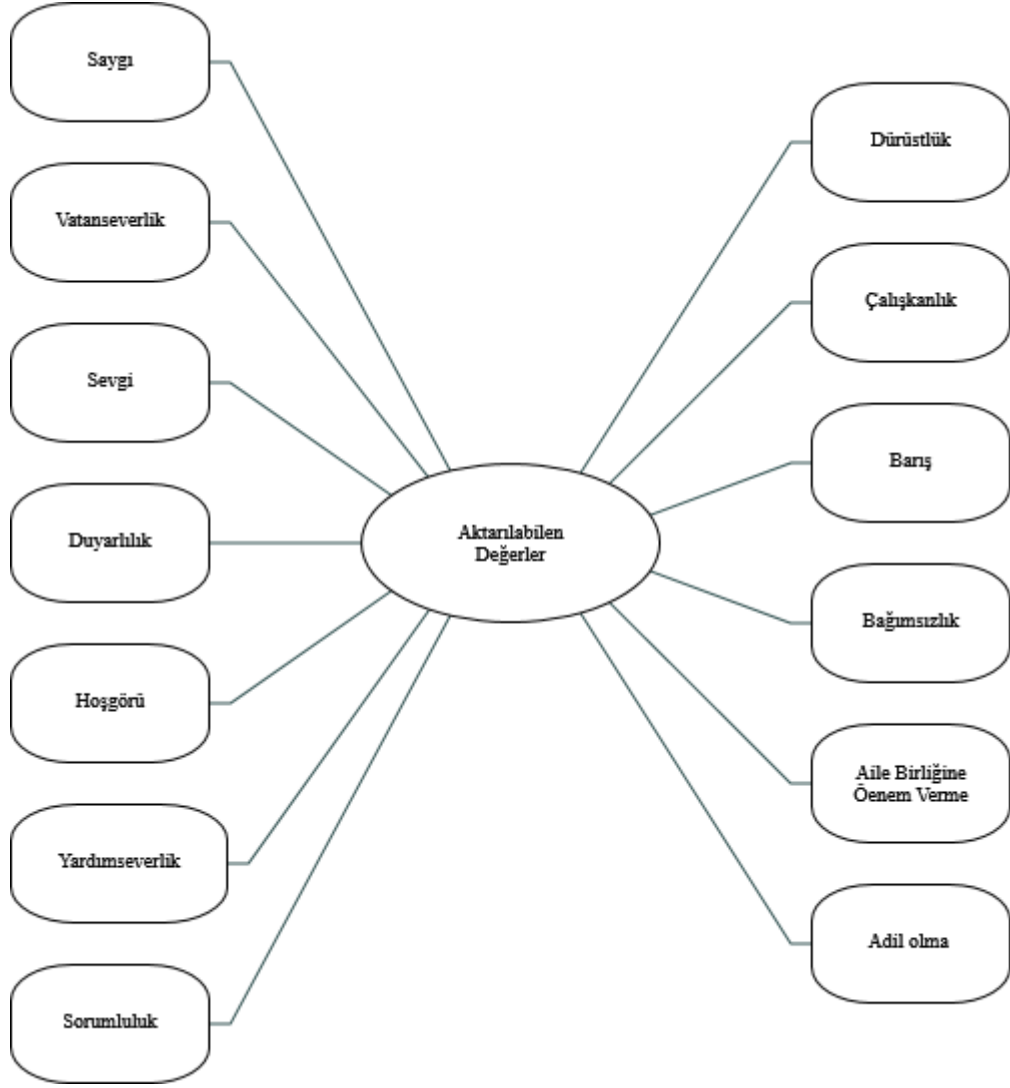 Saygı
Vatanseverlik
Sevgi
Duyarlılık
Hoşgörü
Yardımseverlik
Sorumluluk
Aktarılabilen
Değerler
Dürüstlük
Çalışkanlık
Barış
Bağımsızlık
Aile Birliğine
Öenem Verme
Adil olma